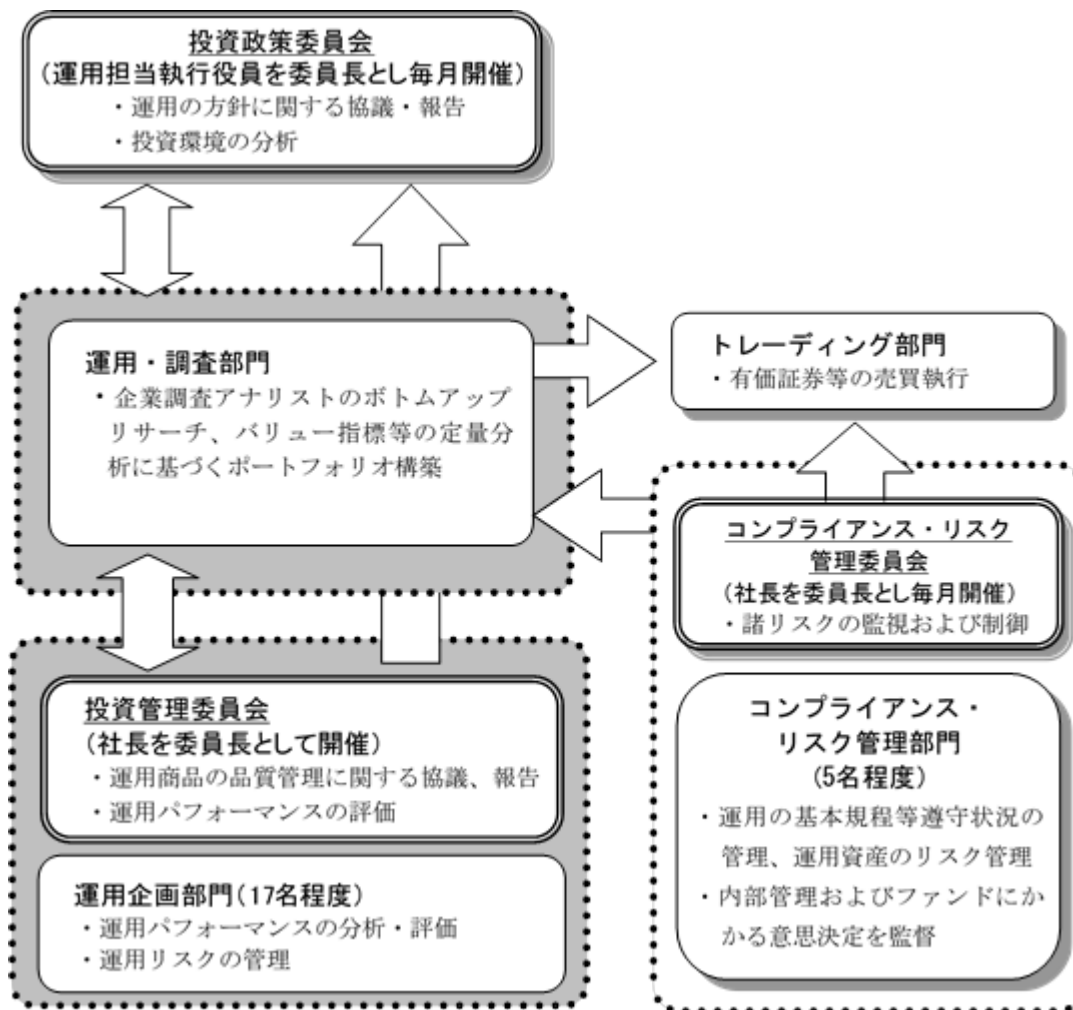 投資政策委員会
(運用担当執行役員を委員長とし毎月開催)
・運用の方針に関する協議・報告
・投資環境の分析
運用・調査部門
・企業調査アナリストのボトムアップ
リサーチ、バリュー指標等の定量分
析に基づくポートフォリオ構築
トレーディング部門
・有価証券等の売買執行
コンプライアンス・リスク
管理委員会
(社長を委員長とし毎月開催)
・諸リスクの監視および制御
投資管理委員会
(社長を委員長として開催)
・運用商品の品質管理に関する協議、報告
・運用パフォーマンスの評価
運用企画部門(17名程度)
・運用パフォーマンスの分析・評価
・運用リスクの管理
コンプライアンス・
リスク管理部門
(5名程度)
・運用の基本規程等遵守状況の
管理、運用資産のリスク管理
・内部管理およびファンドにか
かる意思決定を監督